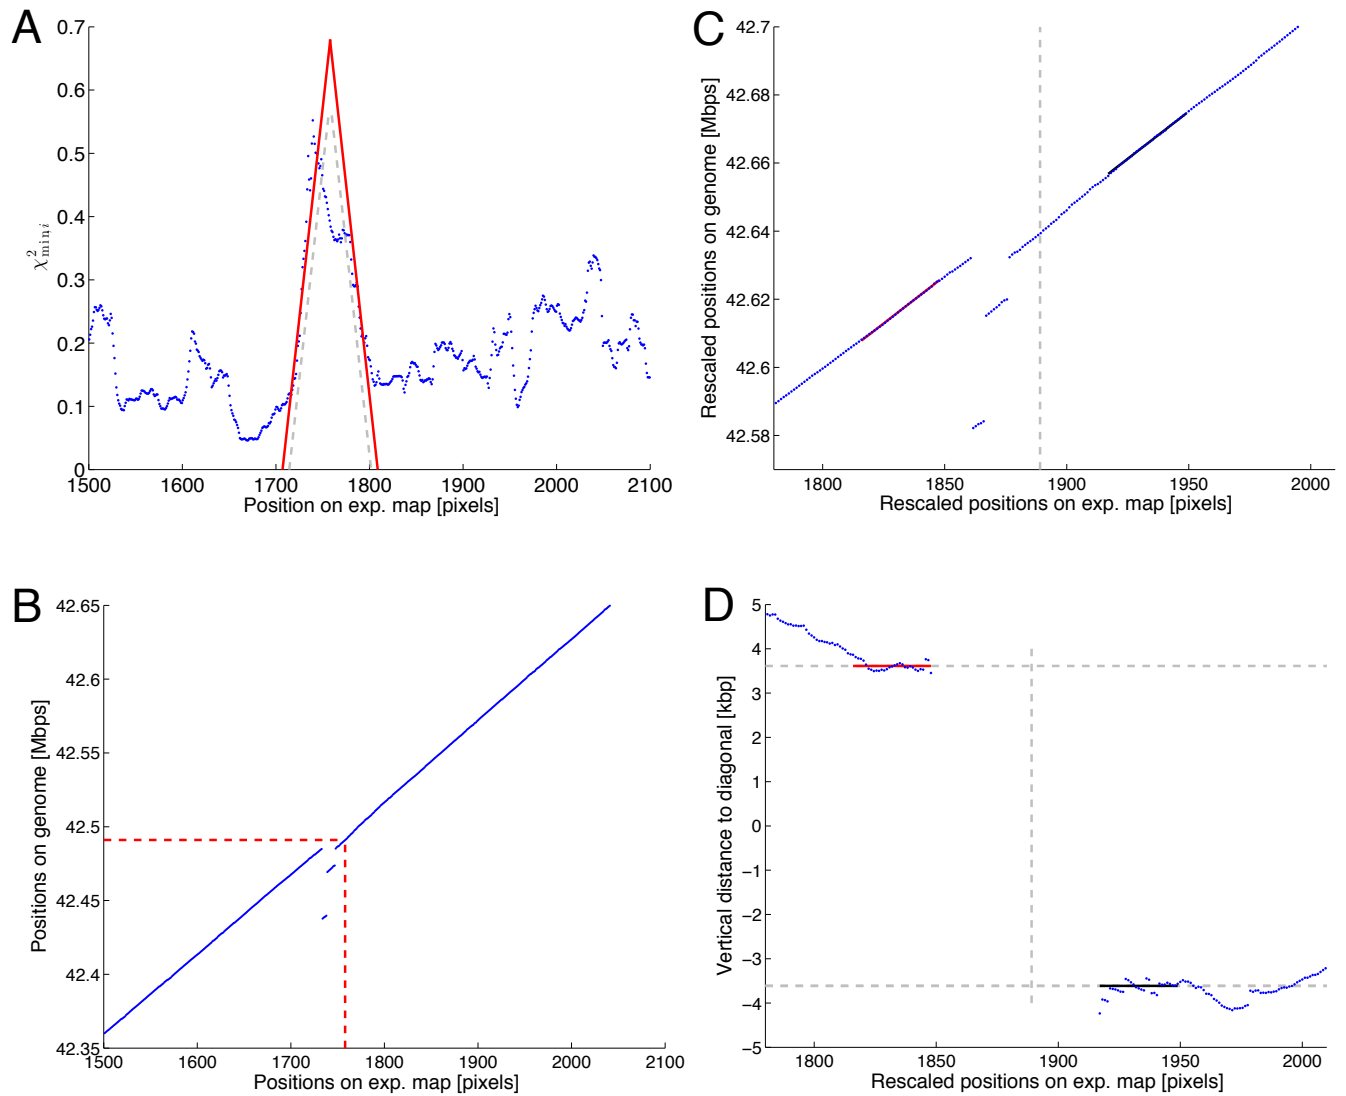 A
0.7
0.6
0.5
0.4
0.3
0.2
0.1
0
χ²min i
1500 1600 1700 1800 1900 2000 2100
Position on exp. map [pixels]
C
42.7
42.68
42.66
42.64
42.62
42.6
42.58
Rescaled positions on genome [Mbps]
1800 1850 1900 1950 2000
Rescaled positions on exp. map [pixels]
B
42.65
42.6
42.55
42.5
42.45
42.4
42.35
Positions on genome [Mbps]
1500 1600 1700 1800 1900 2000 2100
Positions on exp. map [pixels]
D
5
4
3
2
1
0
−1
−2
−3
−4
−5
Vertical distance to diagonal [kbp]
1800 1850 1900 1950 2000
Rescaled positions on exp. map [pixels]